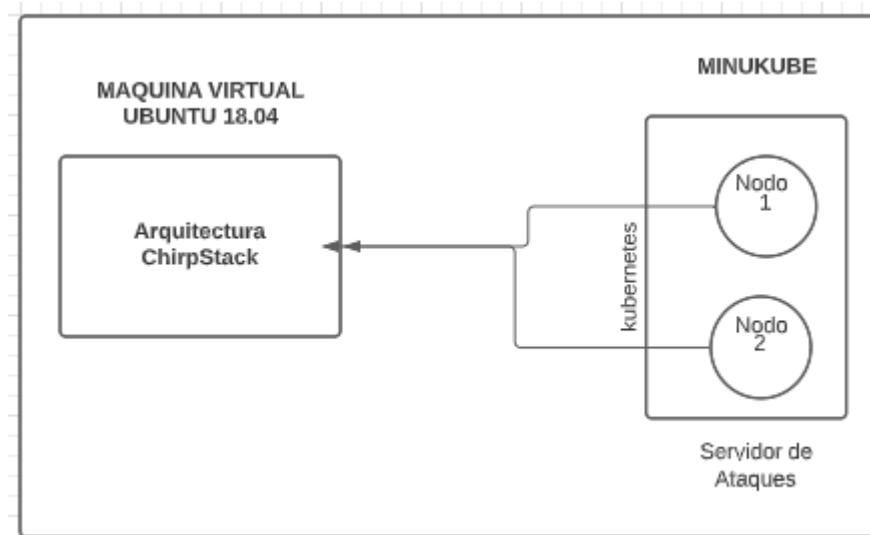 MAQUINA VIRTUAL
UBUNTU 18.04
Arquitectura
ChirpStack
MINUKUBE
Nodo
1
kubernetes
Nodo
2
Servidor de
Ataques